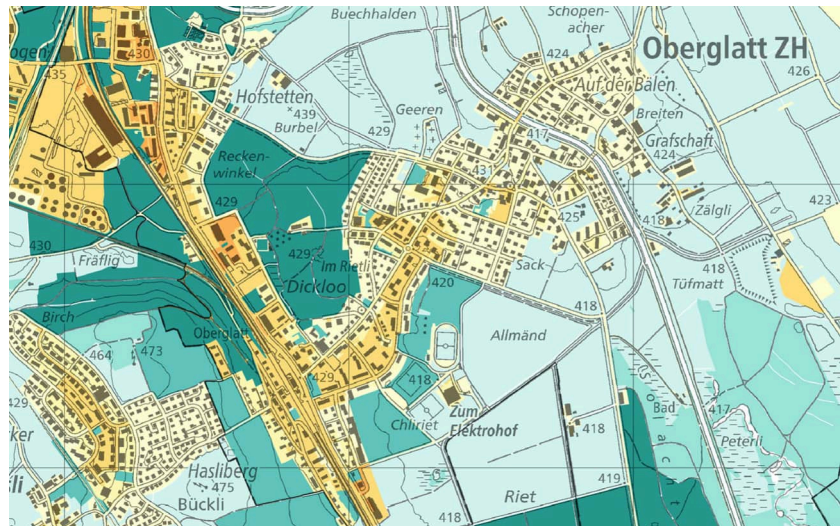 Buechhalden
Schopen-
acher
Oberglatt ZH
430
435
424
426
Hofstetten
439
Burbel
Geeren
429
Auf der Bälen
417
Breiten
Grafschaft
424
Recken-
winkel
431
423
429
425
418
Zälgli
430
Fräflig
429
Im Rietli
Dickloo
420
Sack
418
Tüfmatt
Birch
Oberglatt
418
464
473
Allmänd
429
429
418
Bad
417
Chliriet
Zum
Elektrohof
418
Peterli
Hasliberg
475
Bückli
Riet
419
418